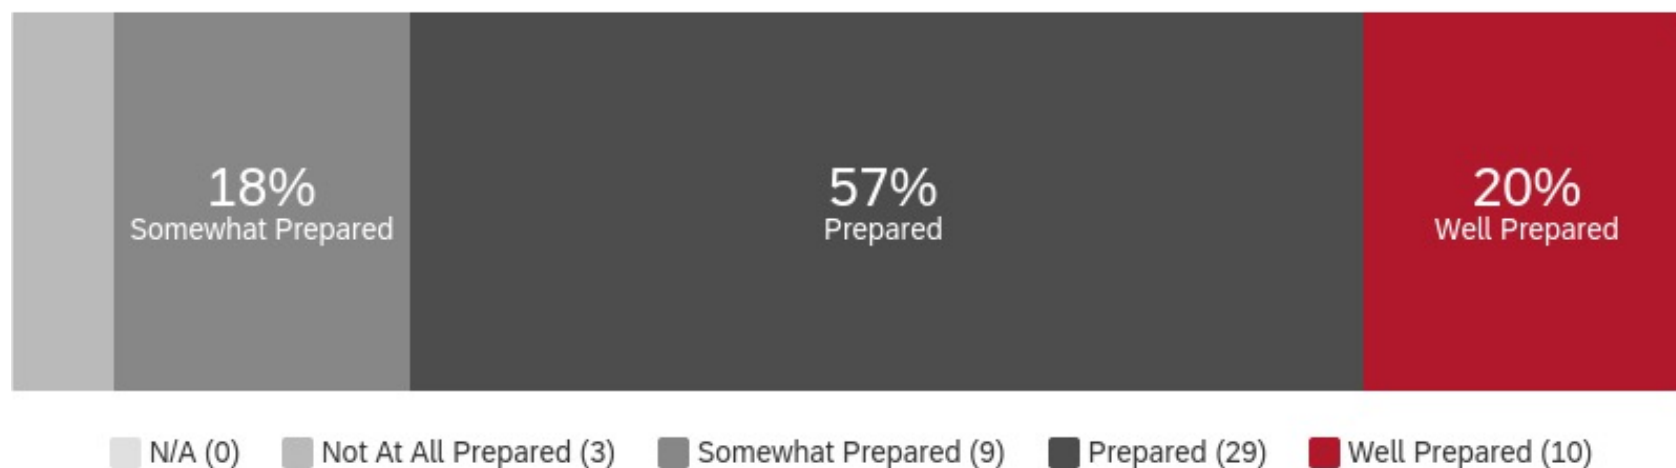 18% 57% 20%
Somewhat Prepared Prepared Well Prepared
N/A (0) Not At All Prepared (3) Somewhat Prepared (9) Prepared (29) Well Prepared (10)